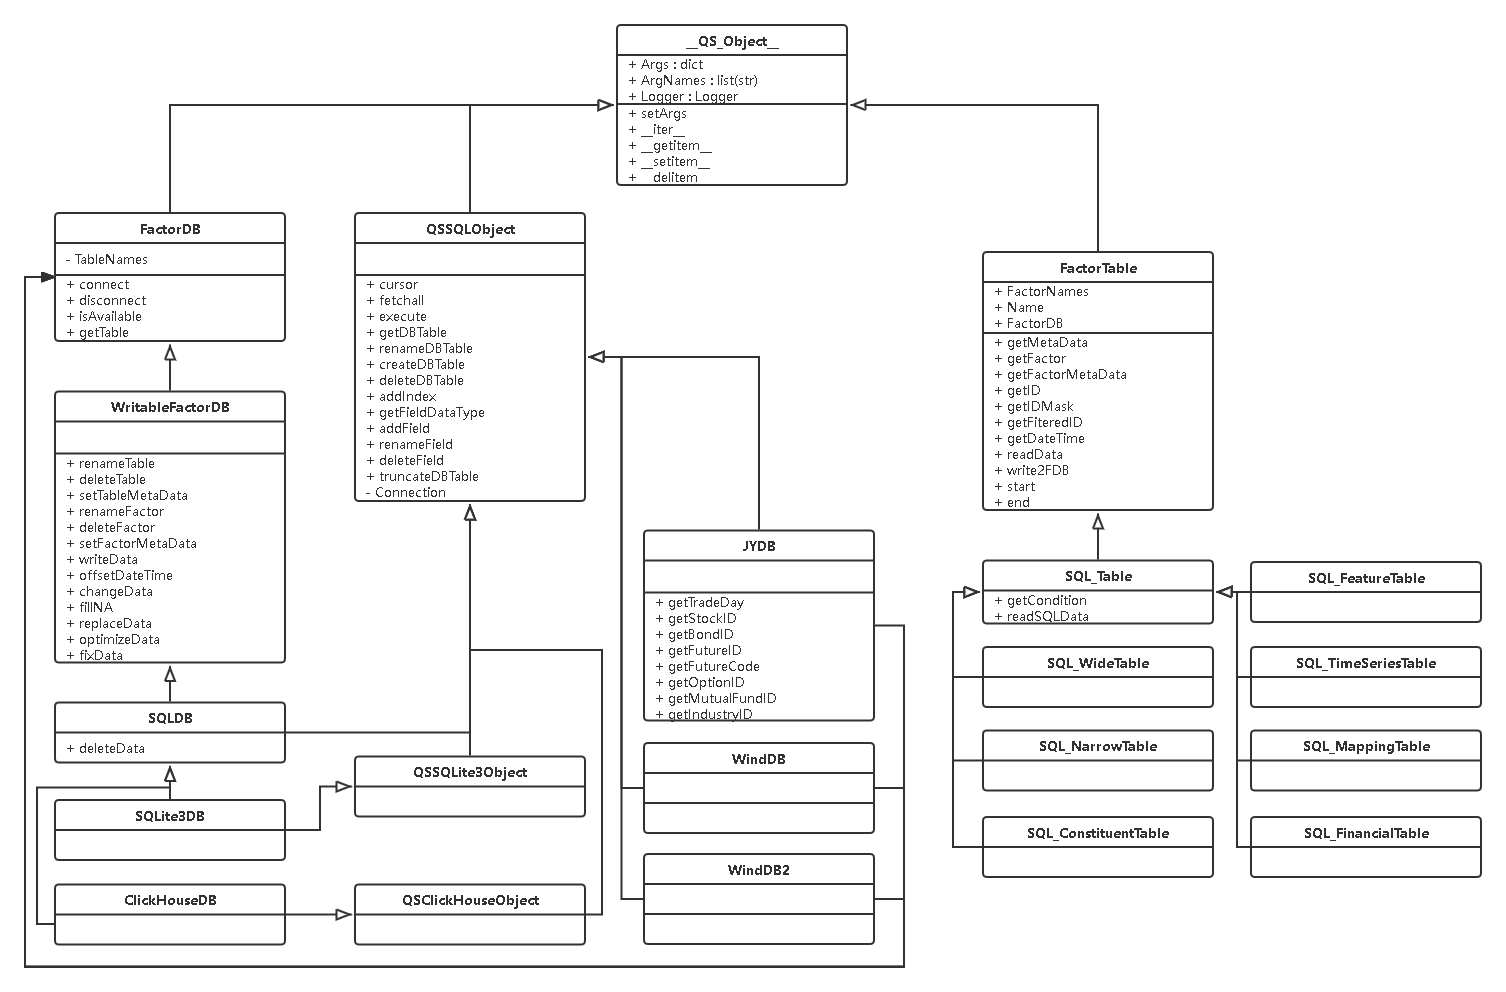 __QS_Object__
+ Args : dict
+ ArgNames : list(str)
+ Logger : Logger
+ setArgs
+ __iter__
+ __getitem__
+ __setitem__
+ __delitem__
FactorDB
- TableNames
+ connect
+ disconnect
+ isAvailable
+ getTable
WritableFactorDB
+ renameTable
+ deleteTable
+ setTableMetaData
+ renameFactor
+ deleteFactor
+ setFactorMetaData
+ writeData
+ offsetDateTime
+ changeData
+ fillNA
+ replaceData
+ optimizeData
+ fixData
SQLDB
+ deleteData
SQLite3DB
ClickHouseDB
QSSQLObject
+ cursor
+ fetchall
+ execute
+ getDBTable
+ renameDBTable
+ createDBTable
+ deleteDBTable
+ addIndex
+ getFieldDataType
+ addField
+ renameField
+ deleteField
+ truncateDBTable
- Connection
QSSQLite3Object
QSClickHouseObject
JYDB
+ getTradeDay
+ getStockID
+ getBondID
+ getFutureID
+ getFutureCode
+ getOptionID
+ getMutualFundID
+ getIndustryID
WindDB
WindDB2
FactorTable
+ FactorNames
+ Name
+ FactorDB
+ getMetaData
+ getFactor
+ getFactorMetaData
+ getID
+ getIDMask
+ getFiteredID
+ getDateTime
+ readData
+ write2FDB
+ start
+ end
SQL_Table
+ getCondition
+ readSQLData
SQL_WideTable
SQL_NarrowTable
SQL_ConstituentTable
SQL_FeatureTable
SQL_TimeSeriesTable
SQL_MappingTable
SQL_FinancialTable